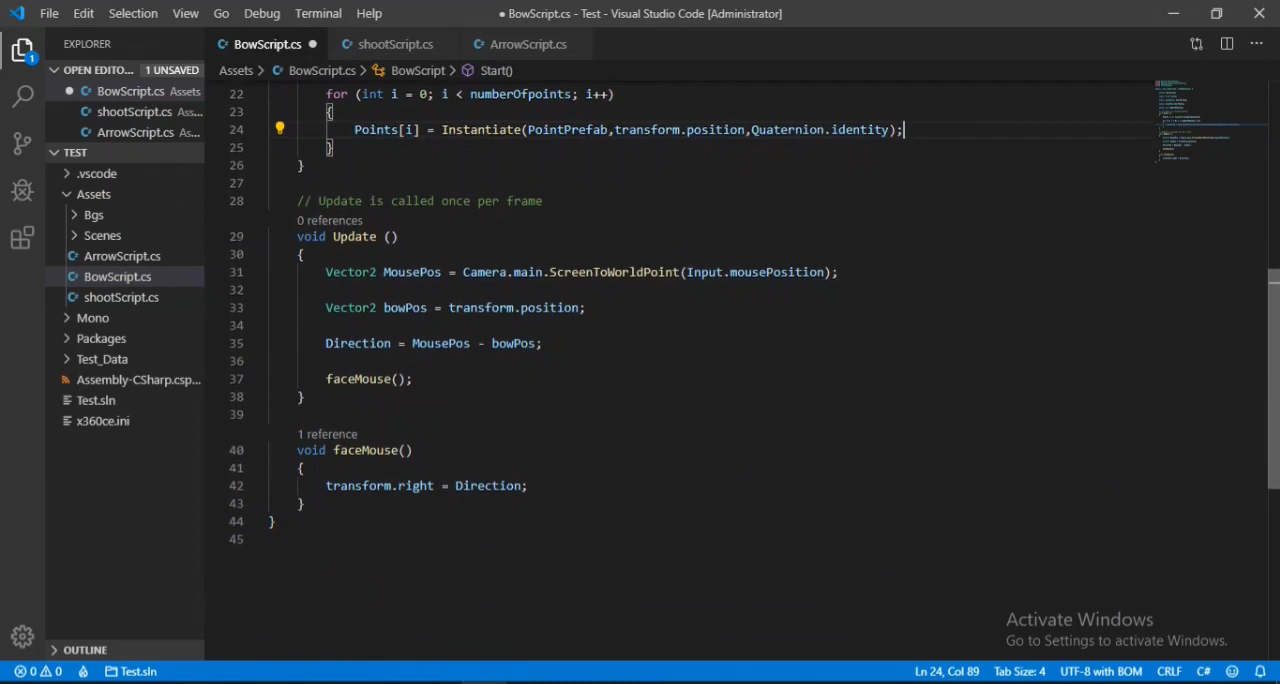 File Edit Selection View Go Debug Terminal Help
● BowScript.cs - Test - Visual Studio Code [Administrator]
EXPLORER
BowScript.cs
shootScript.cs
ArrowScript.cs
OPEN EDITO... 1 UNSAVED
Assets > BowScript.cs > BowScript > Start()
BowScript.cs Assets
shootScript.cs Ass...
ArrowScript.cs As...
TEST
.vscode
Assets
Bgs
Scenes
ArrowScript.cs
BowScript.cs
shootScript.cs
Mono
Packages
Test_Data
Assembly-CSharp.csp...
Test.sln
x360ce.ini
OUTLINE
1
22 for (int i = 0; i < numberOfpoints; i++)
23 {
24 Points[i] = Instantiate(PointPrefab,transform.position,Quaternion.identity);
25 }
26 }
27
28 // Update is called once per frame
0 references
29 void Update ()
30 {
31 Vector2 MousePos = Camera.main.ScreenToWorldPoint(Input.mousePosition);
32
33 Vector2 bowPos = transform.position;
34
35 Direction = MousePos - bowPos;
36
37 faceMouse();
38 }
39
1 reference
40 void faceMouse()
41 {
42 transform.right = Direction;
43 }
44 }
45
Activate Windows
Go to Settings to activate Windows.
0 0 Test.sln
Ln 24, Col 89 Tab Size: 4 UTF-8 with BOM CRLF C#